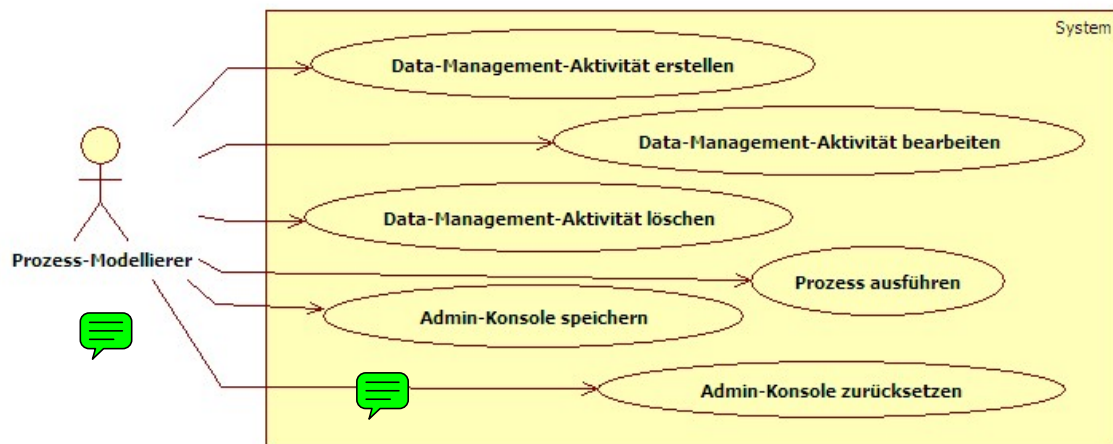 System
Data-Management-Aktivität erstellen
Data-Management-Aktivität bearbeiten
Data-Management-Aktivität löschen
Prozess-Modellierer
Prozess ausführen
Admin-Konsole speichern
Admin-Konsole zurücksetzen